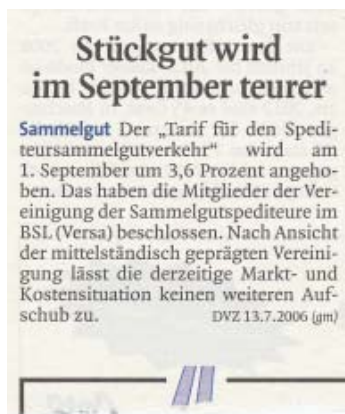 Stückgut wird
im September teurer
Sammelgut Der „Tarif für den Spedi-
teursammelgutverkehr“ wird am
1. September um 3,6 Prozent angeho-
ben. Das haben die Mitglieder der Ver-
einigung der Sammelgutspediteure im
BSL (Versa) beschlossen. Nach Ansicht
der mittelständisch geprägten Vereini-
gung lässt die derzeitige Markt- und
Kostensituation keinen weiteren Auf-
schub zu. DVZ 13.7.2006 (gm)